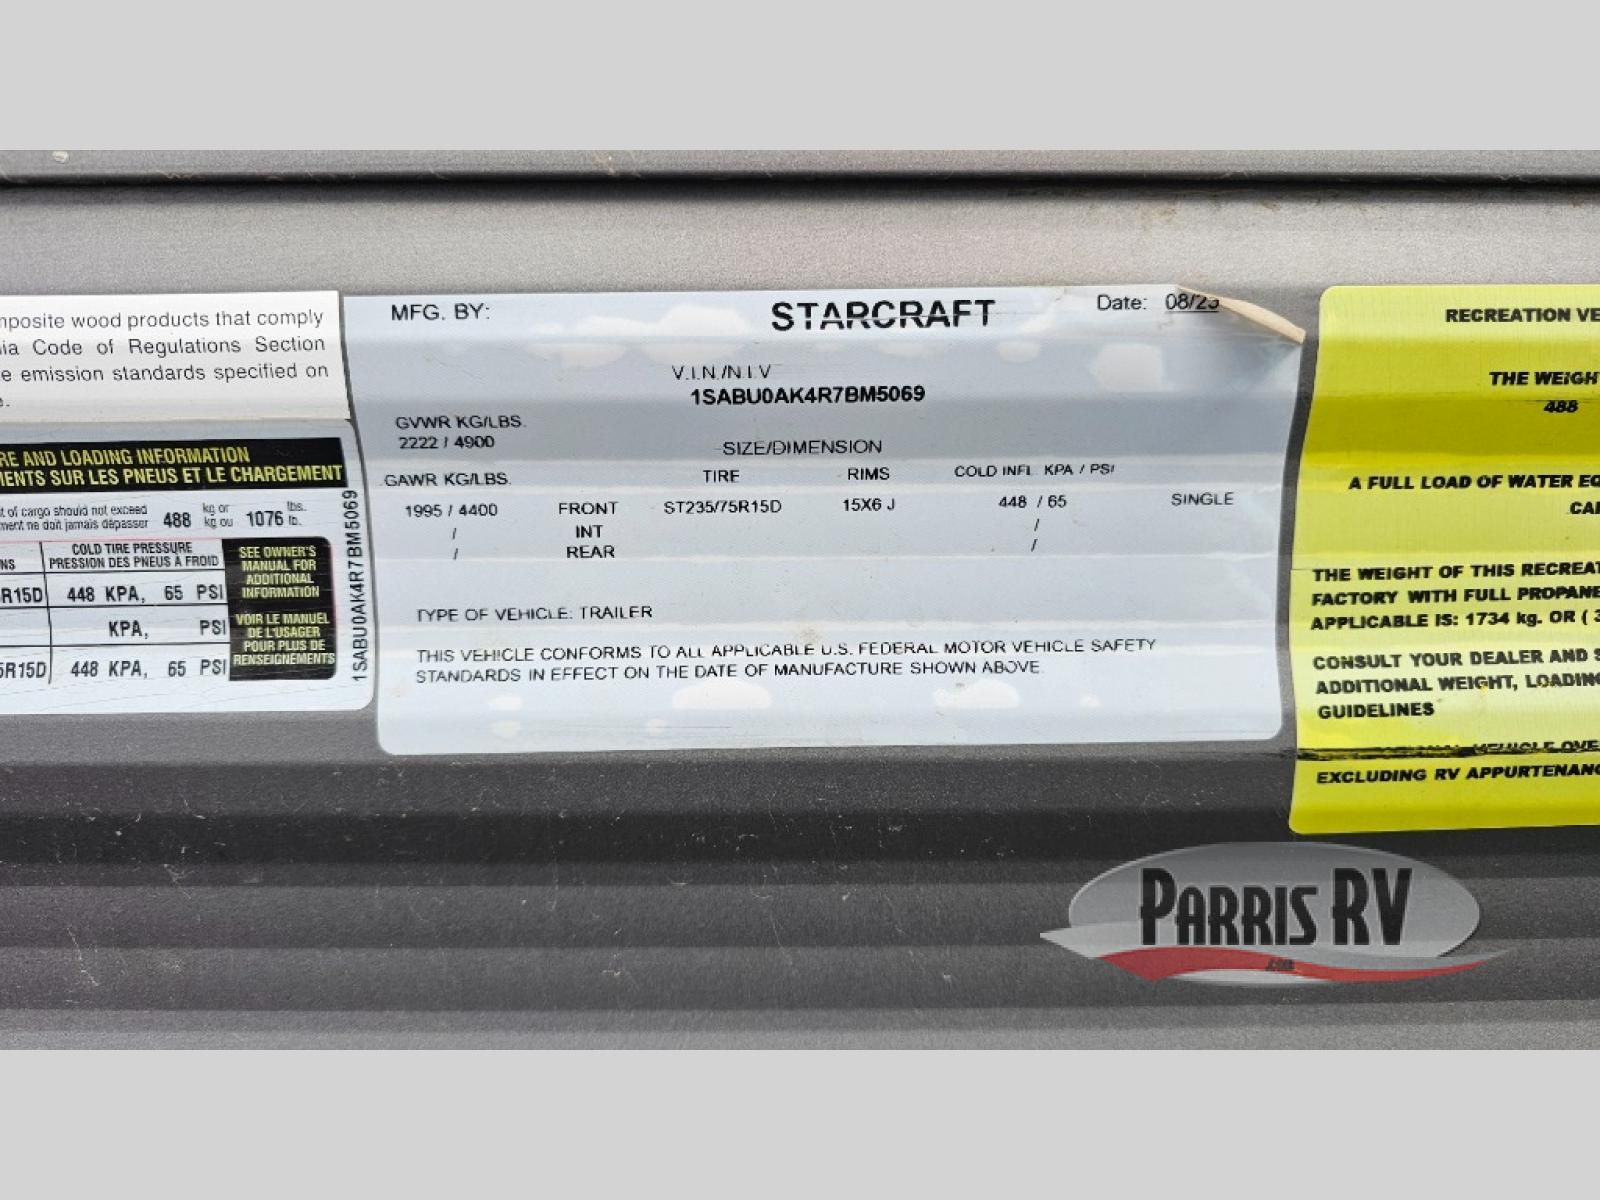 mposite wood products that comply
ia Code of Regulations Section
e emission standards specified on
RE AND LOADING INFORMATION
MENTS SUR LES PNEUS ET LE CHARGEMENT
t of cargo should not exceed 488 kg or 1076 lbs.
ment ne doit jamais dépasser kg ou lb.
NS COLD TIRE PRESSURE
PRESSION DES PNEUS À FROID
R15D 448 KPA, 65 PSI
KPA, PSI
5R15D 448 KPA, 65 PSI
SEE OWNER'S
MANUAL FOR
ADDITIONAL
INFORMATION
VOIR LE MANUEL
DE L'USAGER
POUR PLUS DE
RENSEIGNEMENTS
1SABU0AK4R7BM5069
MFG. BY: STARCRAFT Date: 08/23
V.I.N./N.I.V
1SABU0AK4R7BM5069
GVWR KG/LBS.
2222 / 4900
SIZE/DIMENSION
GAWR KG/LBS. TIRE RIMS COLD INFL. KPA / PSI
1995 / 4400 FRONT ST235/75R15D 15X6 J 448 / 65 SINGLE
/ INT /
/ REAR /
TYPE OF VEHICLE: TRAILER
THIS VEHICLE CONFORMS TO ALL APPLICABLE U.S. FEDERAL MOTOR VEHICLE SAFETY
STANDARDS IN EFFECT ON THE DATE OF MANUFACTURE SHOWN ABOVE.
RECREATION VE
THE WEIGH
488
A FULL LOAD OF WATER EQ
CA
THE WEIGHT OF THIS RECREAT
FACTORY WITH FULL PROPANE
APPLICABLE IS: 1734 kg. OR ( 3
CONSULT YOUR DEALER AND
ADDITIONAL WEIGHT, LOADING
GUIDELINES
VEHICLE OVE
EXCLUDING RV APPURTENANC
PARRIS RV
.com